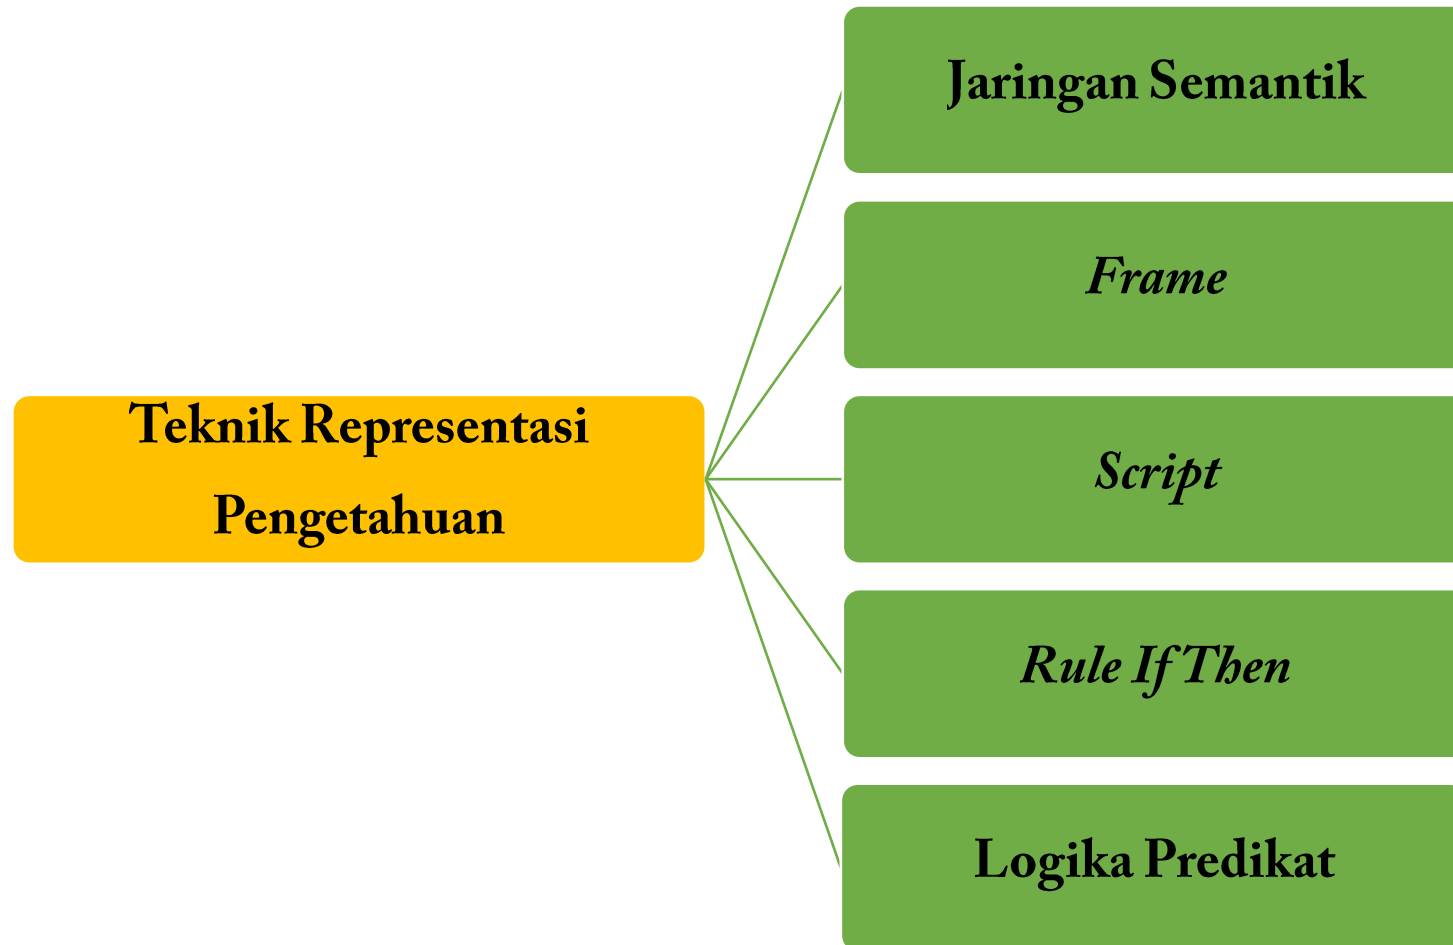 Teknik Representasi
Pengetahuan
Jaringan Semantik
Frame
Script
Rule If Then
Logika Predikat